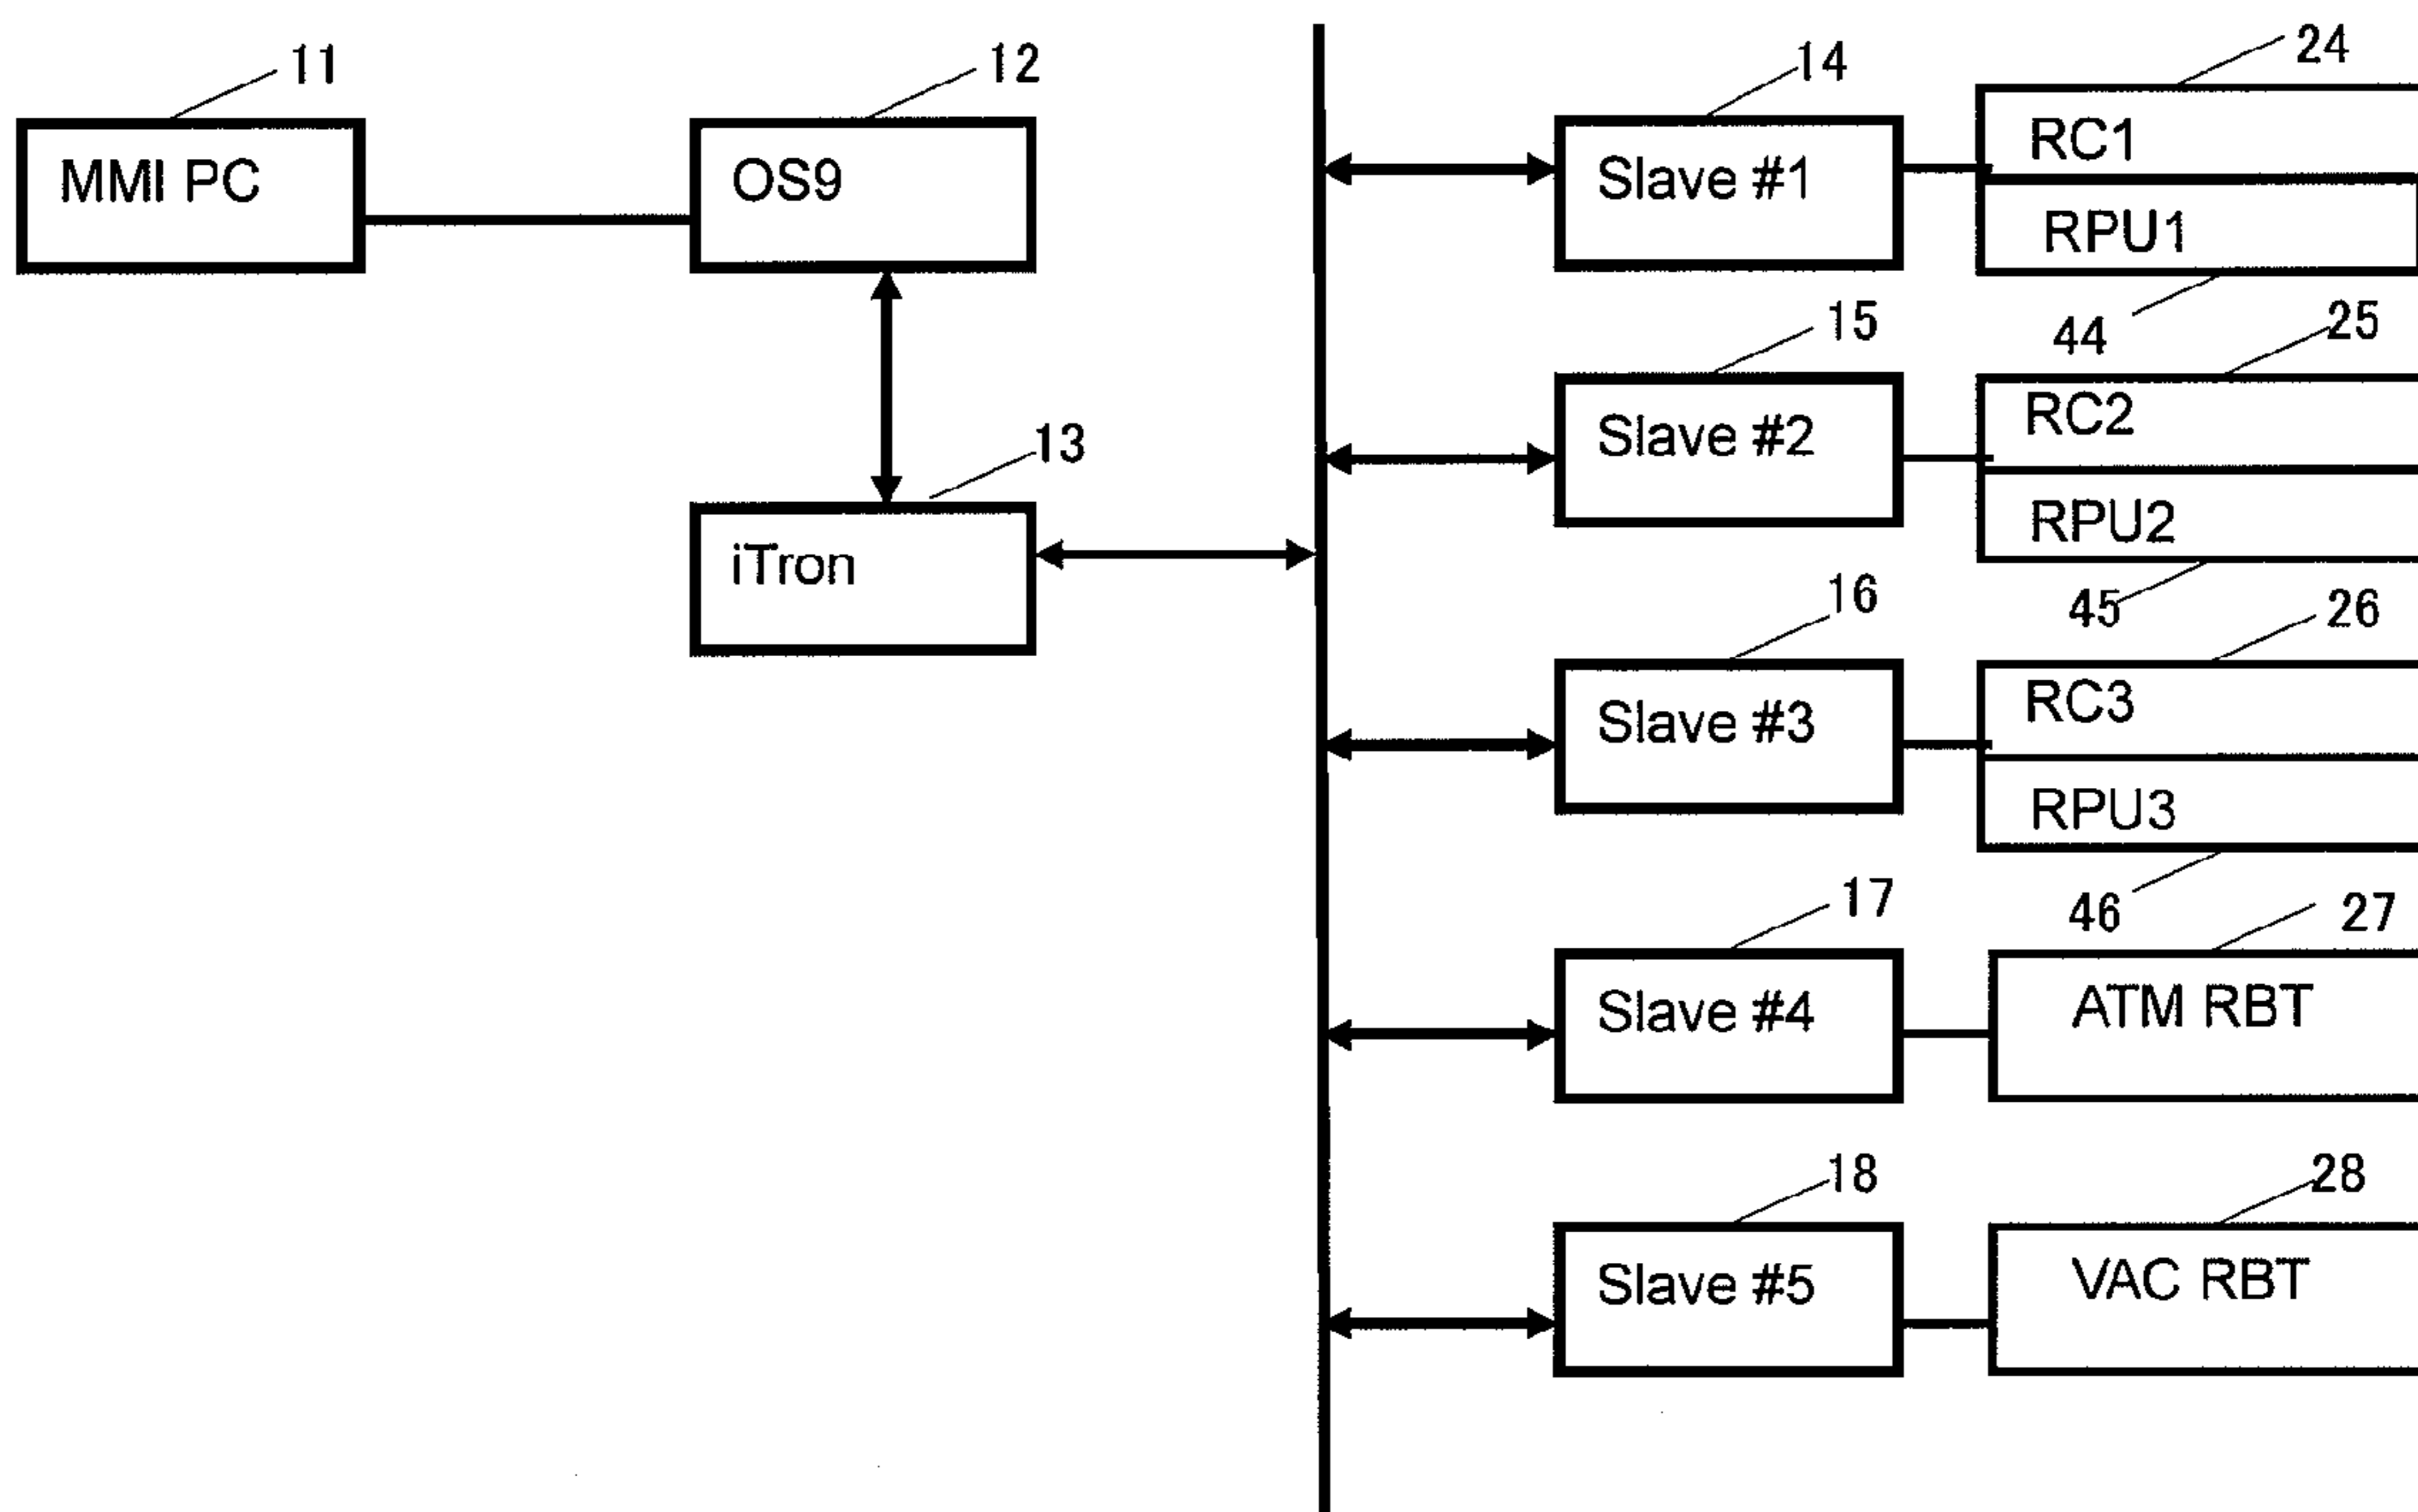 11
12
14
24
MMI PC
OS9
Slave #1
RC1
RPU1
44
15
25
Slave #2
RC2
RPU2
13
iTron
45
16
26
Slave #3
RC3
RPU3
46
17
27
Slave #4
ATM RBT
18
28
Slave #5
VAC RBT